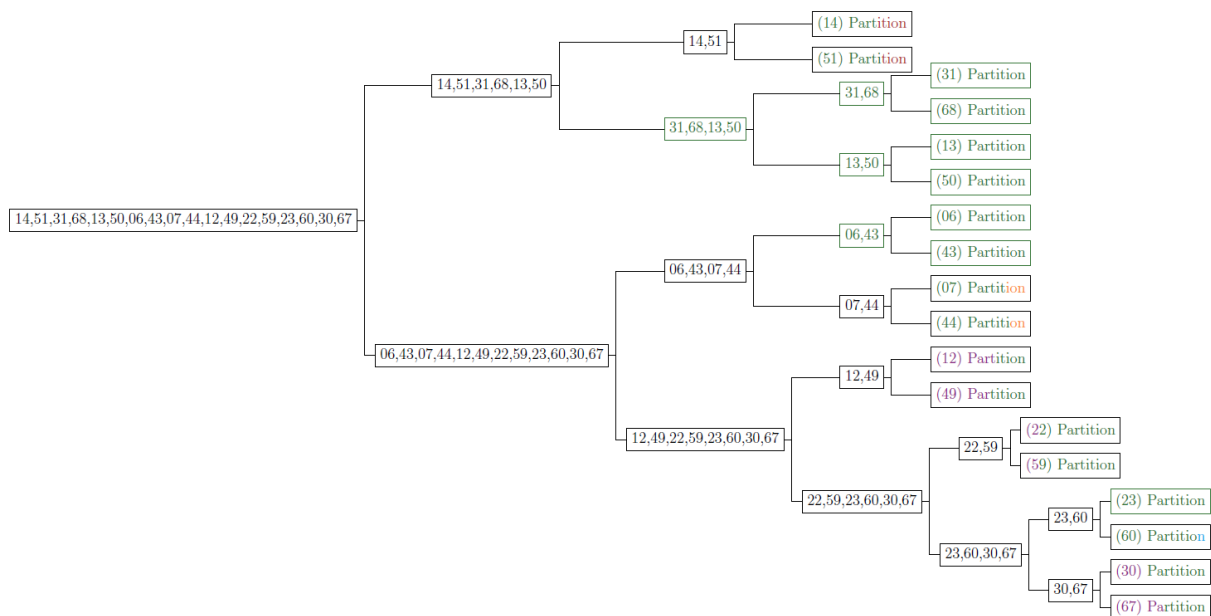 (14) Partition
14,51
(51) Partition
(31) Partition
14,51,31,68,13,50
31,68
(68) Partition
31,68,13,50
(13) Partition
13,50
(50) Partition
14,51,31,68,13,50,06,43,07,44,12,49,22,59,23,60,30,67
(06) Partition
06,43
(43) Partition
06,43,07,44
(07) Partition
07,44
(44) Partition
06,43,07,44,12,49,22,59,23,60,30,67
(12) Partition
12,49
(49) Partition
12,49,22,59,23,60,30,67
(22) Partition
22,59
(59) Partition
22,59,23,60,30,67
(23) Partition
23,60
(60) Partition
23,60,30,67
(30) Partition
30,67
(67) Partition